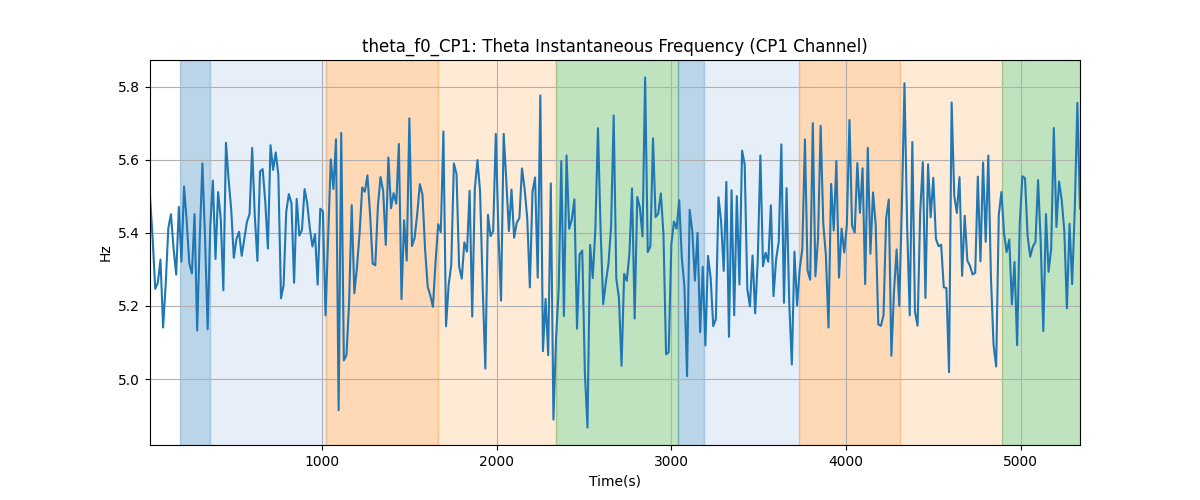 theta_f0_CP1: Theta Instantaneous Frequency (CP1 Channel)
Hz
5.8
5.6
5.4
5.2
5.0
1000 2000 3000 4000 5000
Time(s)